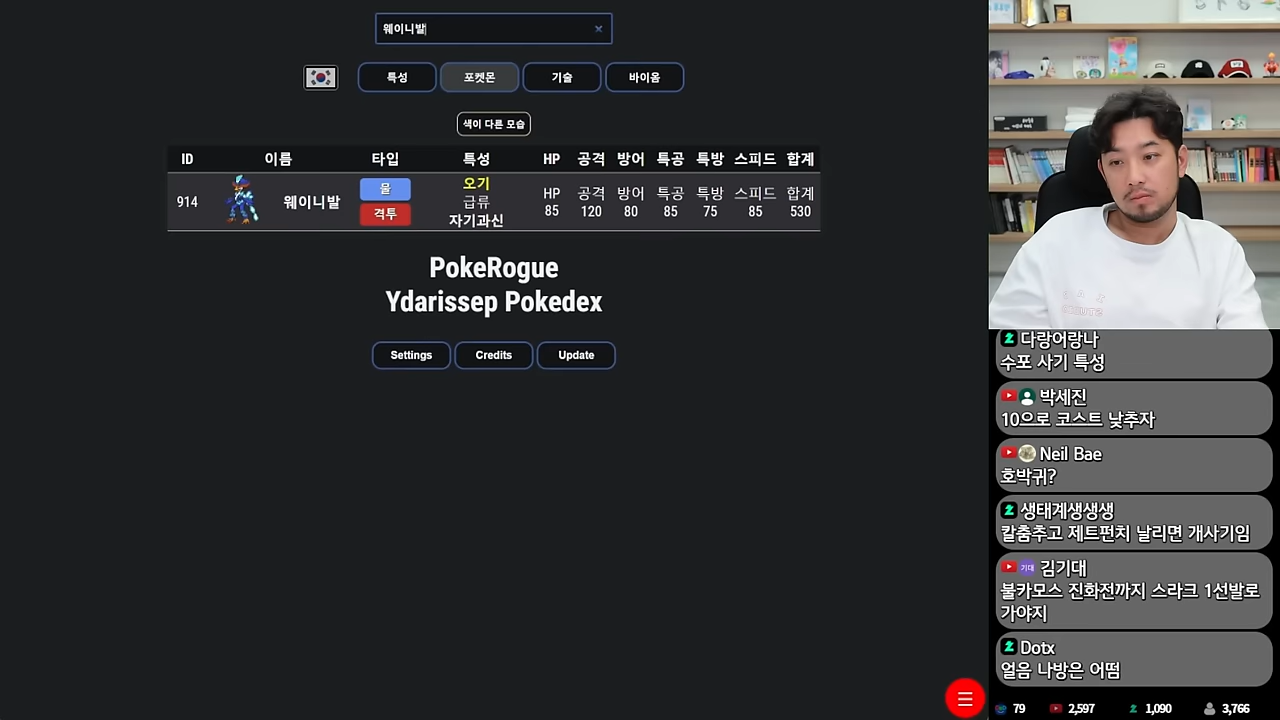 웨이니발
특성
포켓몬
기술
바이옴
색이 다른 모습
ID 이름 타입 특성 HP 공격 방어 특공 특방 스피드 합계
914 웨이니발 물 격투 오기 급류 자기과신 HP 85 공격 120 방어 80 특공 85 특방 75 스피드 85 합계 530
PokeRogue
Ydarissep Pokedex
Settings
Credits
Update
다랑어랑나
수포 사기 특성
박세진
10으로 코스트 낮추자
Neil Bae
호박귀?
생태계생생생
칼춤추고 제트펀치 날리면 개사기임
기대 김기대
불카모스 진화전까지 스라크 1선발로
가야지
Dotx
얼음 나방은 어떰
79 2,597 1,090 3,766